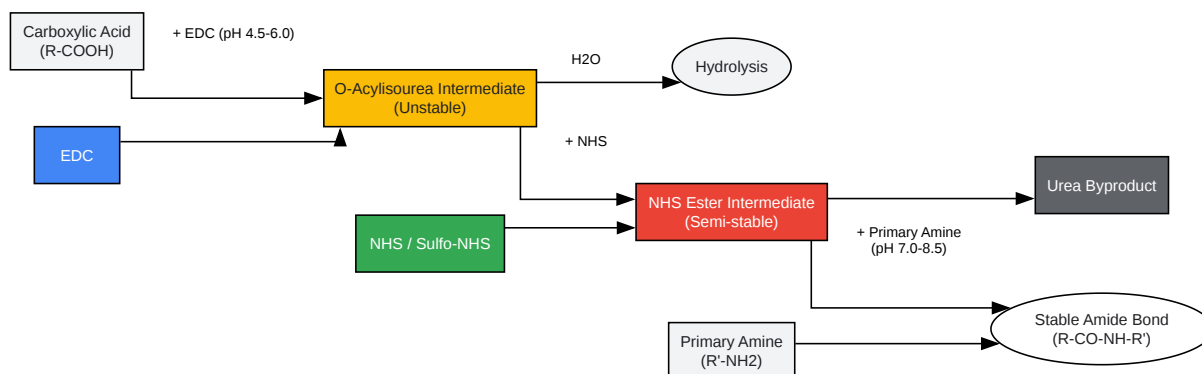 Carboxylic Acid
(R-COOH)
+ EDC (pH 4.5-6.0)
H2O
Hydrolysis
O-Acylisourea Intermediate
(Unstable)
EDC
+ NHS
NHS Ester Intermediate
(Semi-stable)
Urea Byproduct
NHS / Sulfo-NHS
+ Primary Amine
(pH 7.0-8.5)
Stable Amide Bond
(R-CO-NH-R')
Primary Amine
(R'-NH2)